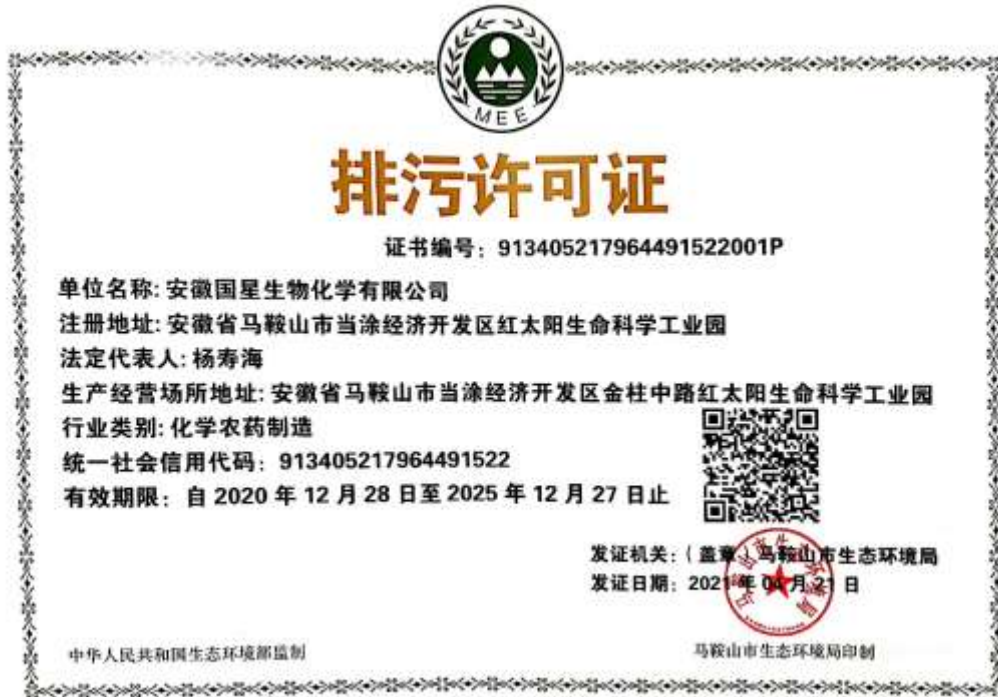 MEE
排污许可证
证书编号：913405217964491522001P
单位名称：安徽国星生物化学有限公司
注册地址：安徽省马鞍山市当涂经济开发区红太阳生命科学工业园
法定代表人：杨寿海
生产经营场所地址：安徽省马鞍山市当涂经济开发区金柱中路红太阳生命科学工业园
行业类别：化学农药制造
统一社会信用代码：913405217964491522
有效期限：自 2020 年 12 月 28 日至 2025 年 12 月 27 日止
发证机关：（盖章）马鞍山市生态环境局
发证日期：2021 年 04 月 21 日
中华人民共和国生态环境部监制
马鞍山市生态环境局印制